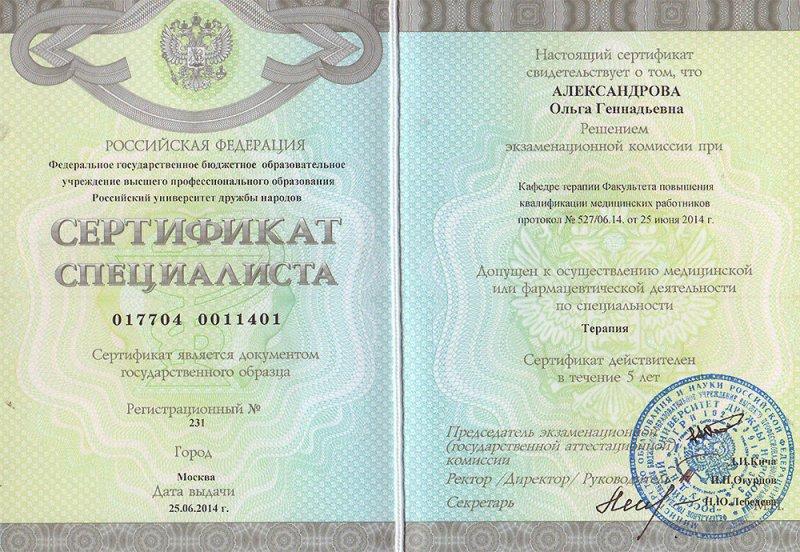 РОССИЙСКАЯ ФЕДЕРАЦИЯ
Федеральное государственное бюджетное образовательное
учреждение высшего профессионального образования
Российский университет дружбы народов
СЕРТИФИКАТ
СПЕЦИАЛИСТА
017704 0011401
Сертификат является документом
государственного образца
Регистрационный №
231
Город
Москва
Дата выдачи
25.06.2014 г.
Настоящий сертификат
свидетельствует о том, что
АЛЕКСАНДРОВА
Ольга Геннадьевна
Решением
экзаменационной комиссии при
Кафедре терапии Факультета повышения
квалификации медицинских работников
протокол № 527/06.14. от 25 июня 2014 г.
Допущен к осуществлению медицинской
или фармацевтической деятельности
по специальности
Терапия
Сертификат действителен
в течение 5 лет
Председатель экзаменационной
(государственной аттестационной)
комиссии
Ректор /Директор/ Руководитель
Секретарь